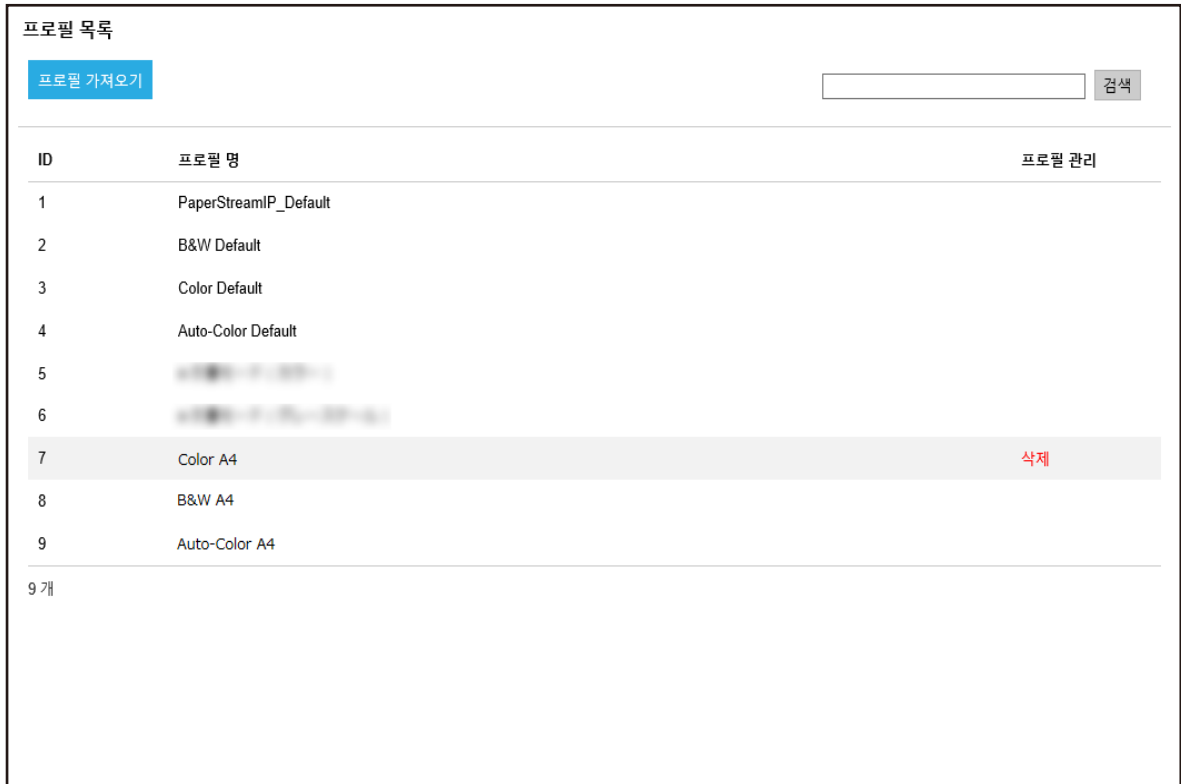 프로필 목록
프로필 가져오기
검색
ID 프로필 명 프로필 관리
1 PaperStreamIP_Default
2 B&W Default
3 Color Default
4 Auto-Color Default
5
6
7 Color A4 삭제
8 B&W A4
9 Auto-Color A4
9 개